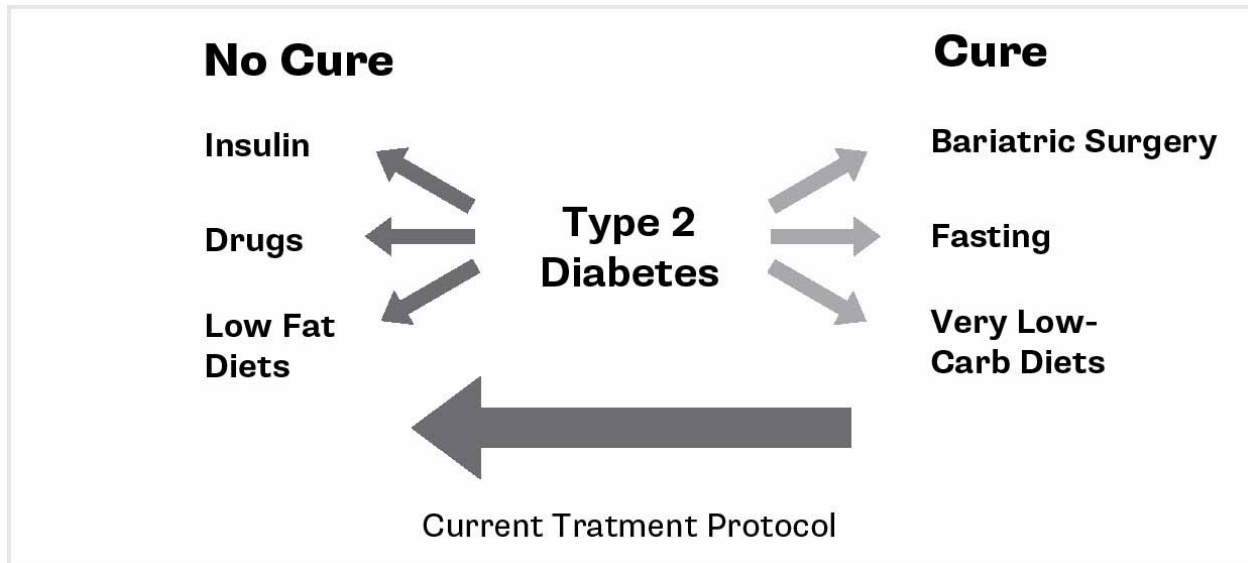 No Cure
Cure
Insulin
Bariatric Surgery
Type 2
Diabetes
Drugs
Fasting
Low Fat
Diets
Very Low-
Carb Diets
Current Tratment Protocol